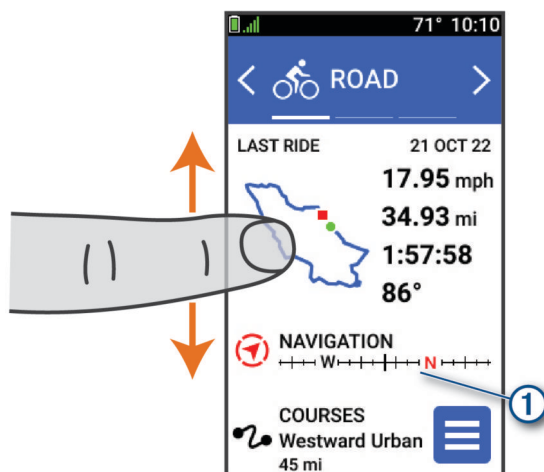 71° 10:10
ROAD
LAST RIDE 21 OCT 22
17.95 mph
34.93 mi
1:57:58
86°
NAVIGATION
W N
1
COURSES
Westward Urban
45 mi